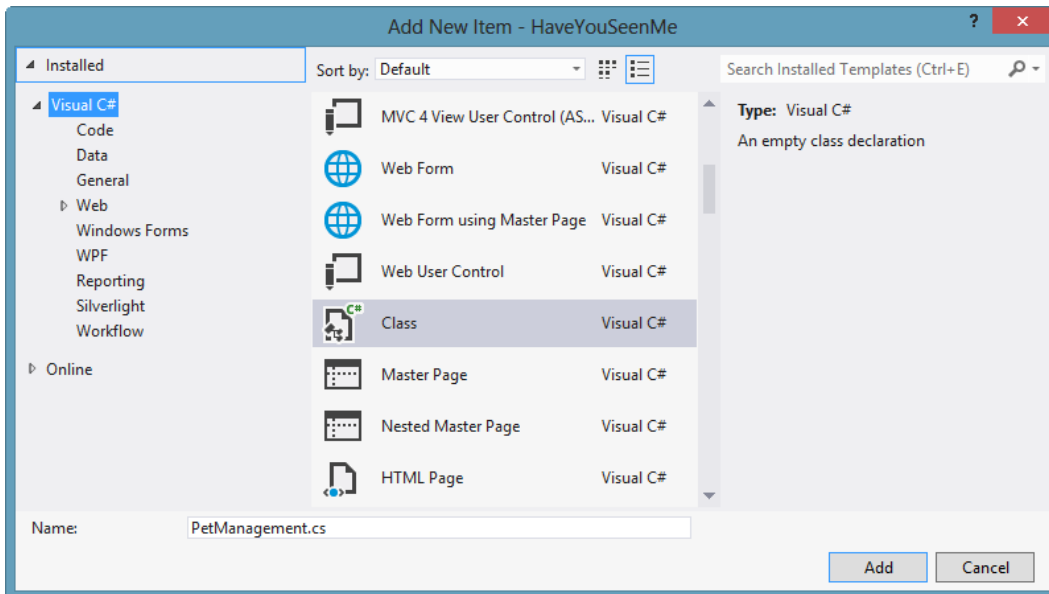 Add New Item - HaveYouSeenMe
?
×
Installed
Sort by: Default
Search Installed Templates (Ctrl+E)
Visual C#
Code
Data
General
Web
Windows Forms
WPF
Reporting
Silverlight
Workflow
Online
MVC 4 View User Control (AS... Visual C#
Web Form Visual C#
Web Form using Master Page Visual C#
Web User Control Visual C#
C#
Class Visual C#
Master Page Visual C#
Nested Master Page Visual C#
HTML Page Visual C#
Type: Visual C#
An empty class declaration
Name: PetManagement.cs
Add Cancel